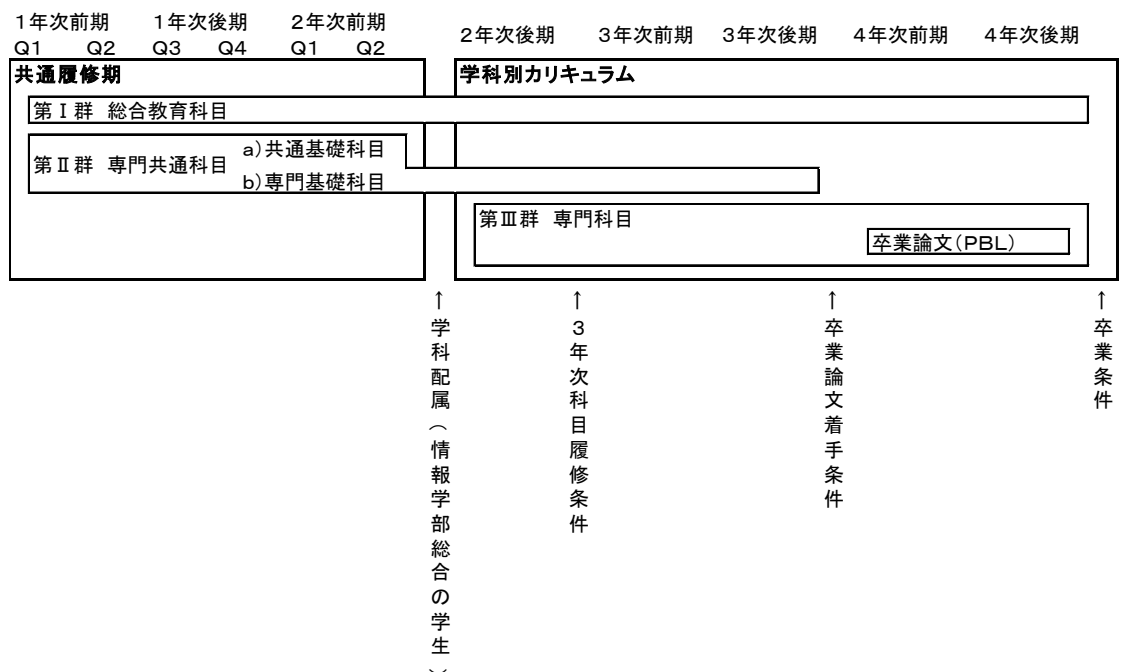 1年次前期 1年次後期 2年次前期
Q1 Q2 Q3 Q4 Q1 Q2
2年次後期 3年次前期 3年次後期 4年次前期 4年次後期
共通履修期
学科別カリキュラム
第Ⅰ群 総合教育科目
第Ⅱ群 専門共通科目
a)共通基礎科目
b)専門基礎科目
第Ⅲ群 専門科目
卒業論文(PBL)
↑学科配属(情報学部総合の学生)
↑3年次科目履修条件
↑卒業論文着手条件
↑卒業条件